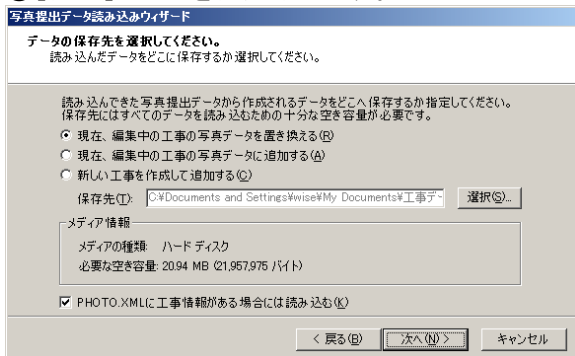 写真提出データ読み込みウィザード
データの保存先を選択してください。
読み込んだデータをどこに保存するか選択してください。
読み込んできた写真提出データから作成されるデータをどこへ保存するか指定してください。
保存先にはすべてのデータを読み込むための十分な空き容量が必要です。
現在、編集中の工事の写真データを置き換える(R)
現在、編集中の工事の写真データに追加する(A)
新しい工事を作成して追加する(C)
保存先(T): C:¥Documents and Settings¥wise¥My Documents¥工事デー 選択(S)...
メディア情報
メディアの種類: ハード ディスク
必要な空き容量: 20.94 MB (21,957,975 バイト)
PHOTO.XMLに工事情報がある場合には読み込む(K)
< 戻る(B) 次へ(N) > キャンセル